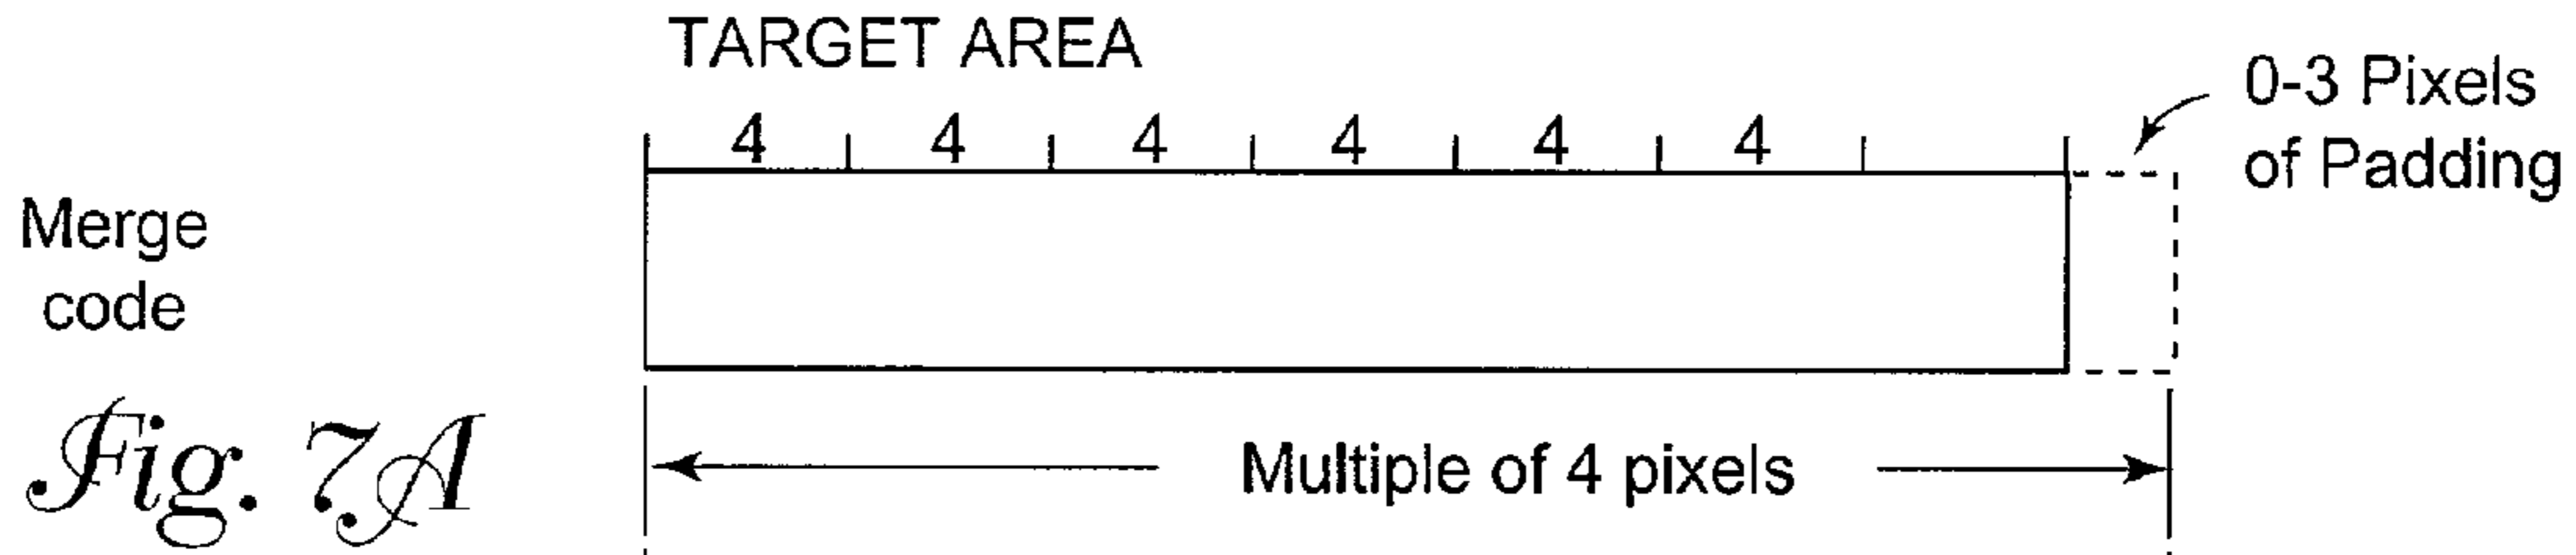 TARGET AREA
4 4 4 4 4 4
0-3 Pixels
of Padding
Merge
code
Multiple of 4 pixels
Fig. 7A